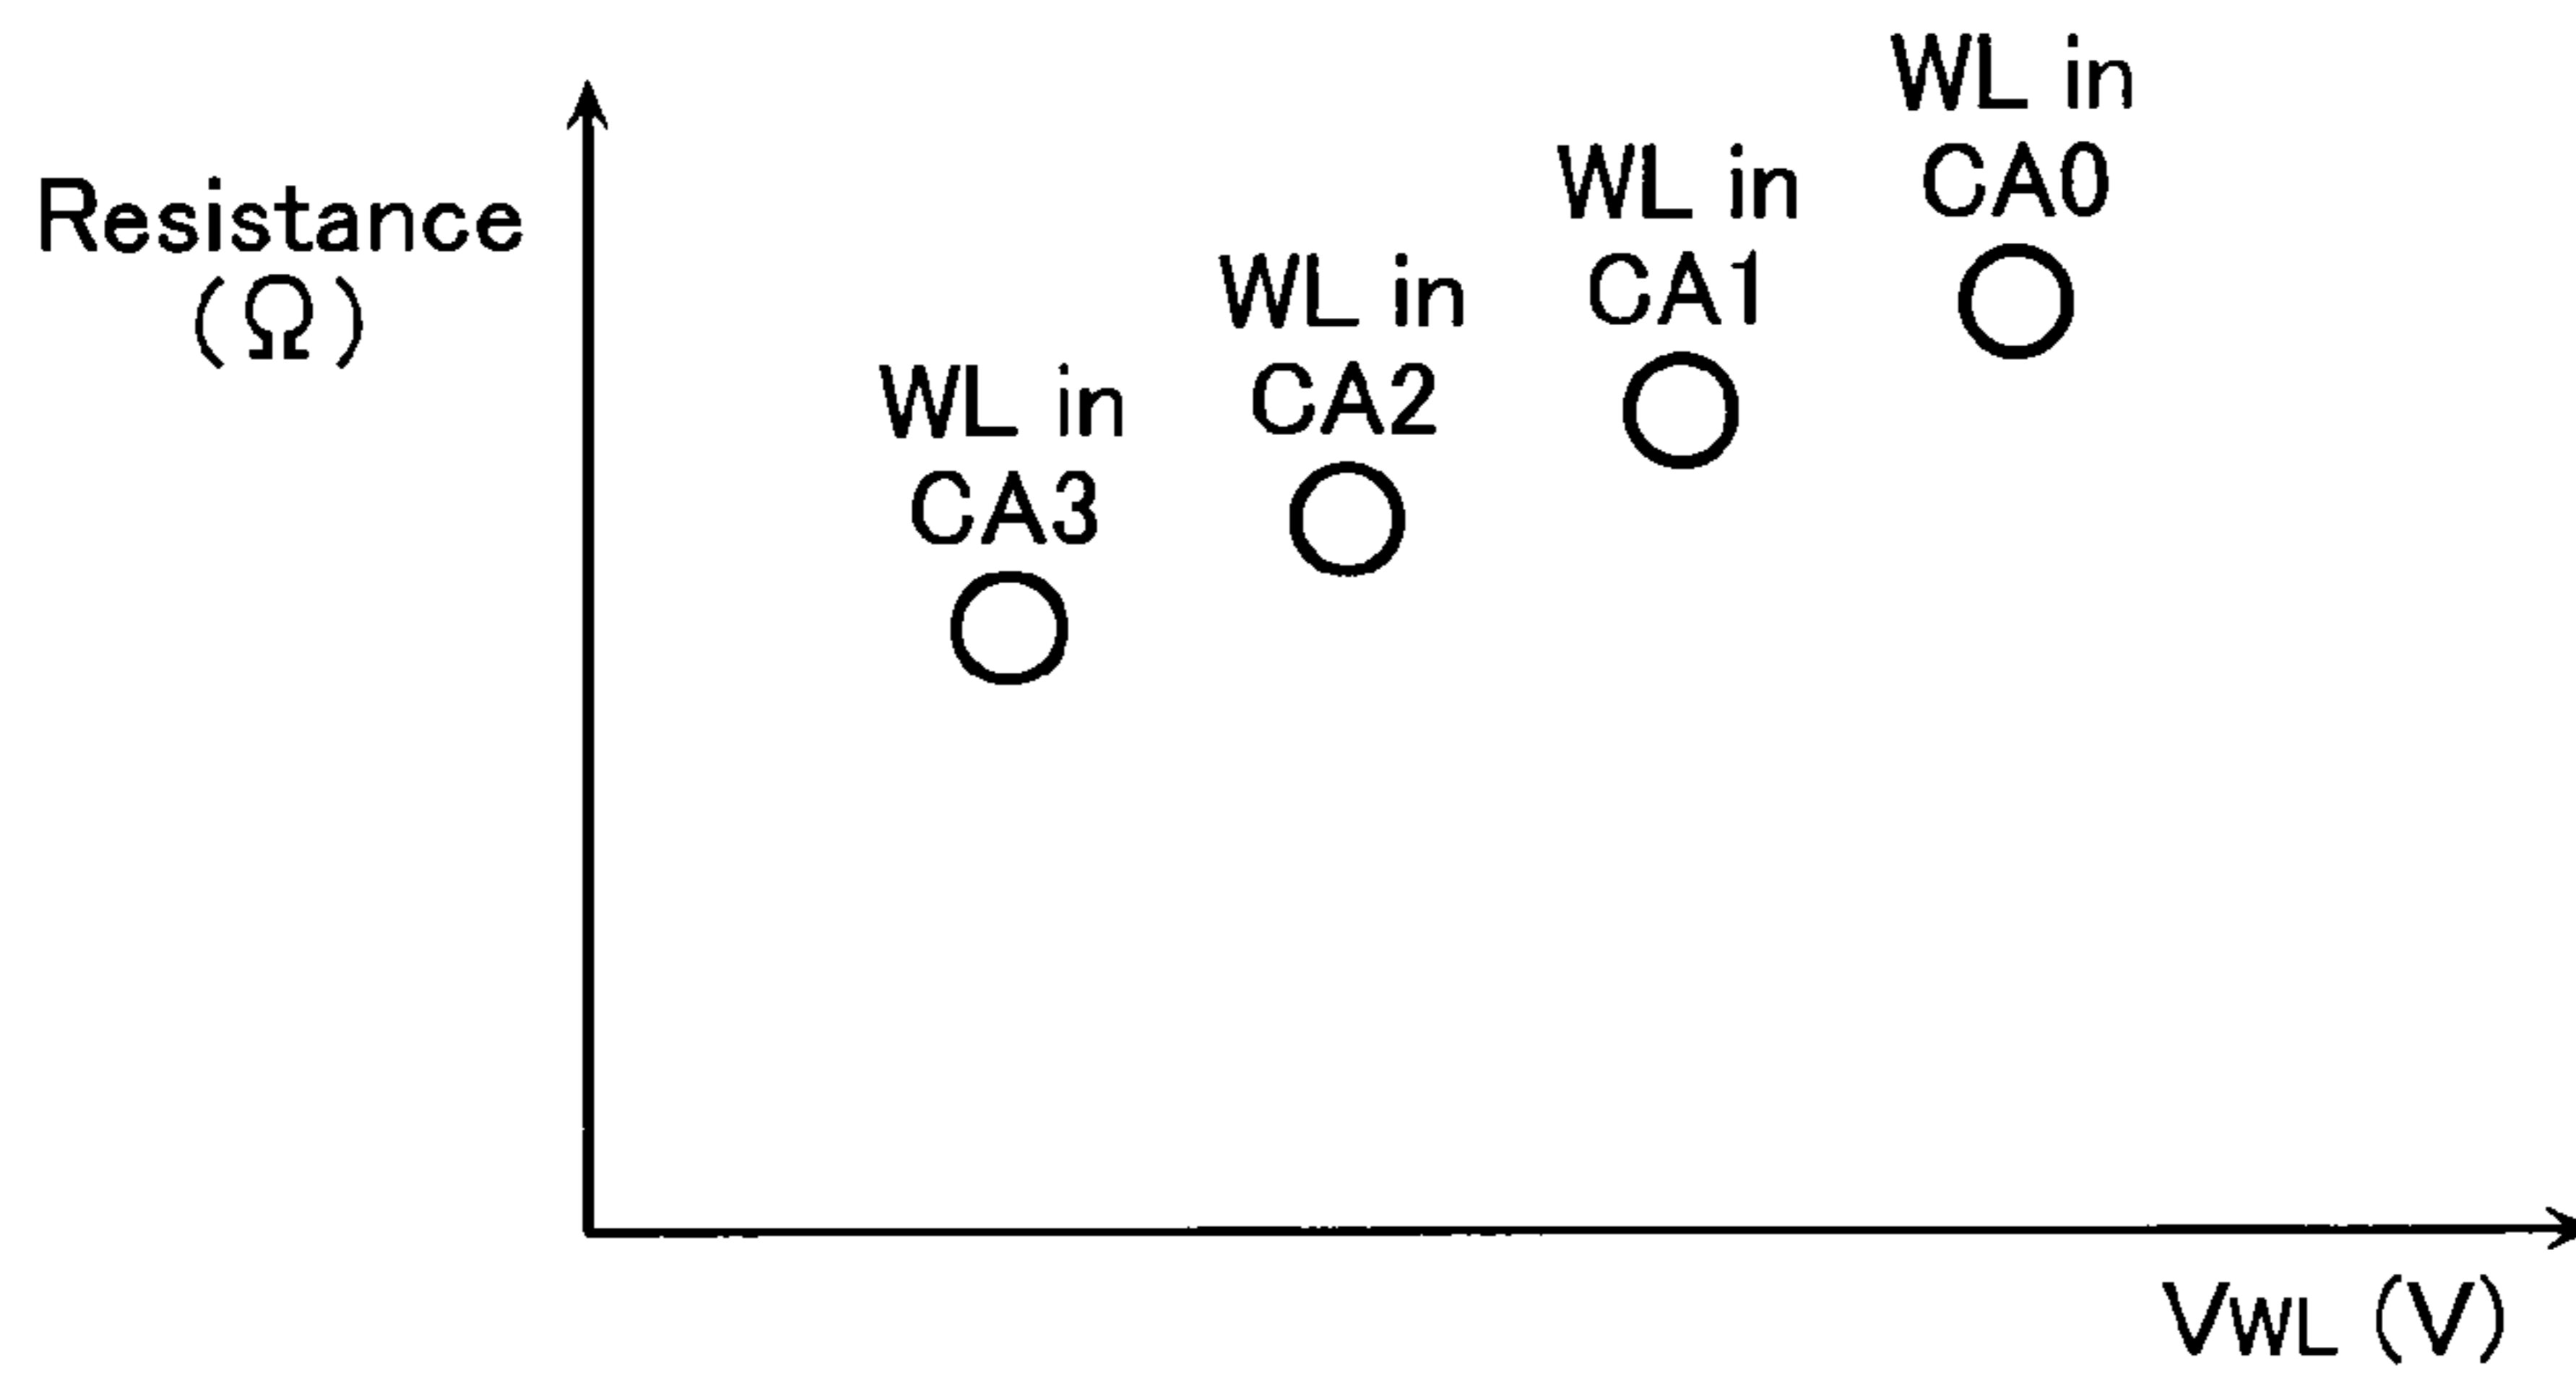 Resistance
(Ω)
WL in
CA3
WL in
CA2
WL in
CA1
WL in
CA0
VWL (V)